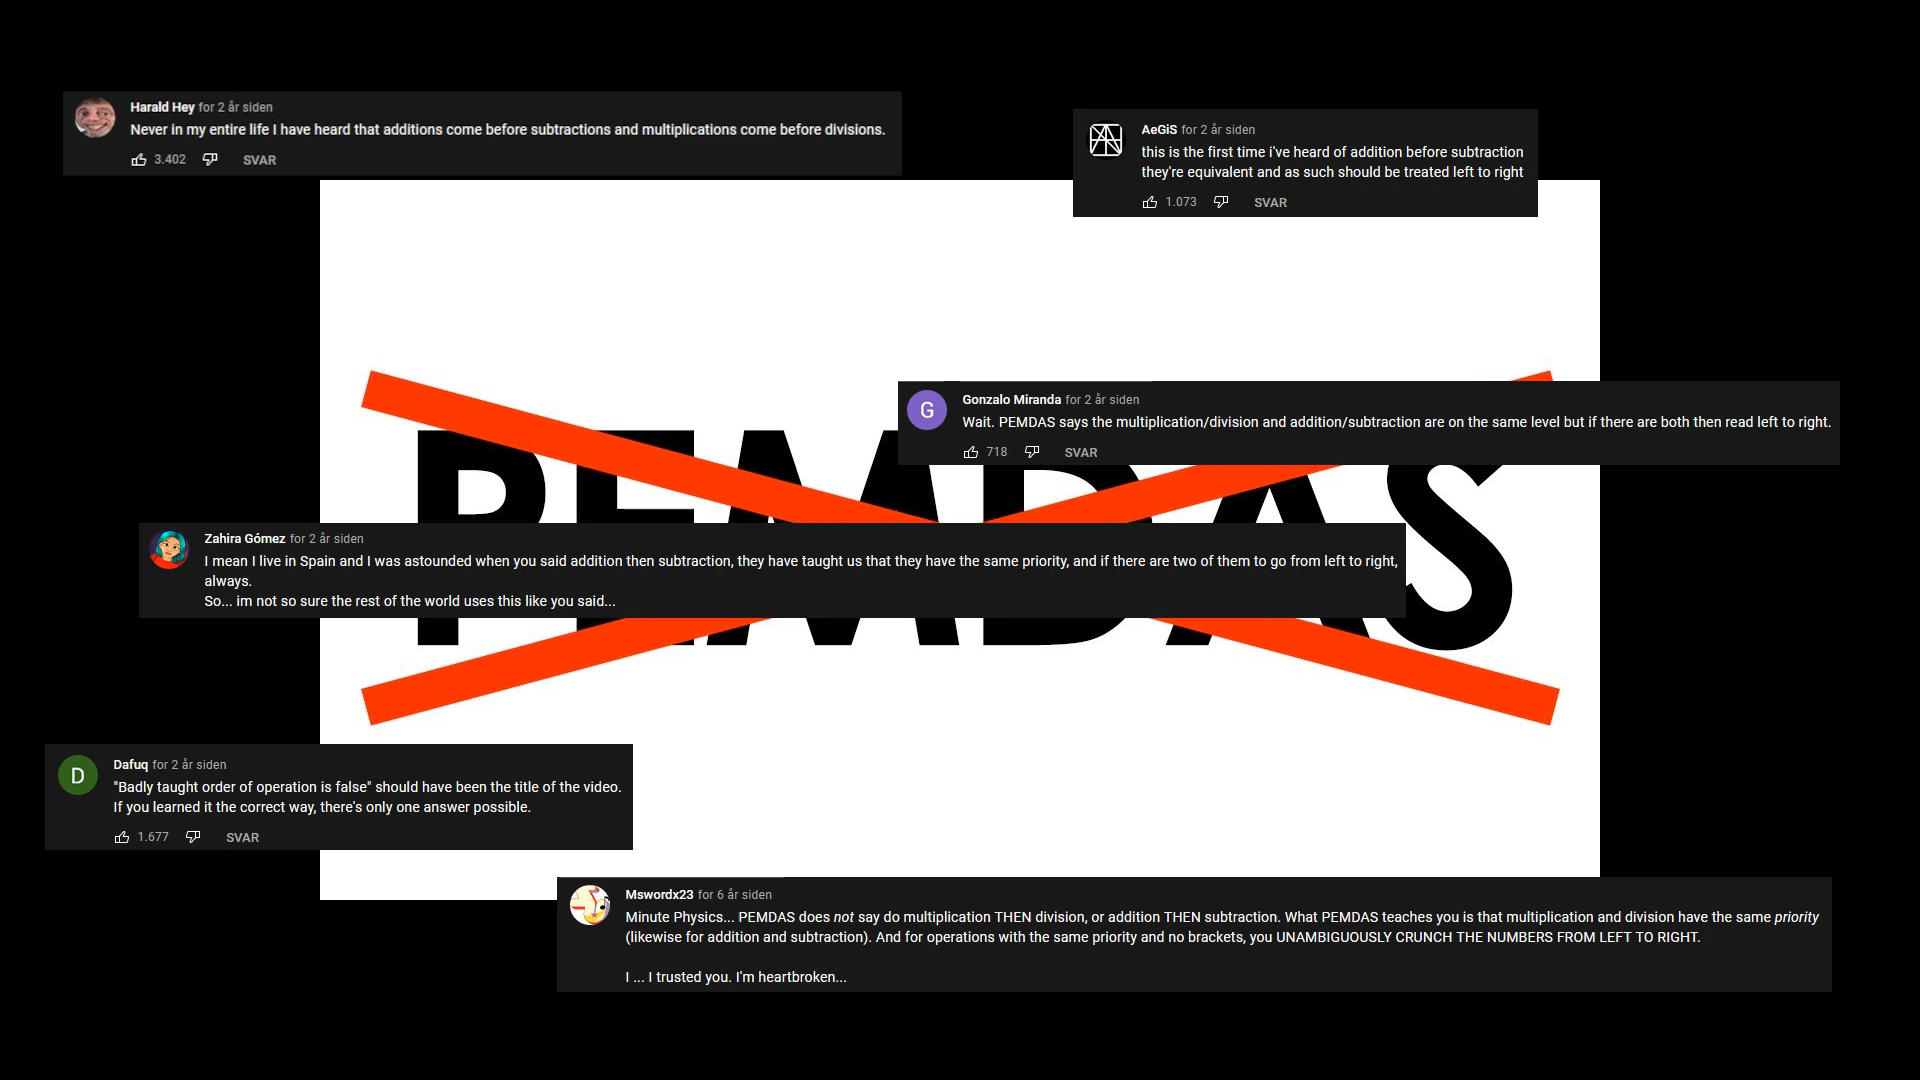 Harald Hey for 2 år siden
Never in my entire life I have heard that additions come before subtractions and multiplications come before divisions.
3.402 SVAR
AeGiS for 2 år siden
this is the first time i've heard of addition before subtraction
they're equivalent and as such should be treated left to right
1.073 SVAR
G
Gonzalo Miranda for 2 år siden
Wait. PEMDAS says the multiplication/division and addition/subtraction are on the same level but if there are both then read left to right.
718 SVAR
PEMDAS
Zahira Gómez for 2 år siden
I mean I live in Spain and I was astounded when you said addition then subtraction, they have taught us that they have the same priority, and if there are two of them to go from left to right,
always.
So... im not so sure the rest of the world uses this like you said...
D
Dafuq for 2 år siden
"Badly taught order of operation is false" should have been the title of the video.
If you learned it the correct way, there's only one answer possible.
1.677 SVAR
Mswordx23 for 6 år siden
Minute Physics... PEMDAS does not say do multiplication THEN division, or addition THEN subtraction. What PEMDAS teaches you is that multiplication and division have the same priority
(likewise for addition and subtraction). And for operations with the same priority and no brackets, you UNAMBIGUOUSLY CRUNCH THE NUMBERS FROM LEFT TO RIGHT.
I ... I trusted you. I'm heartbroken...